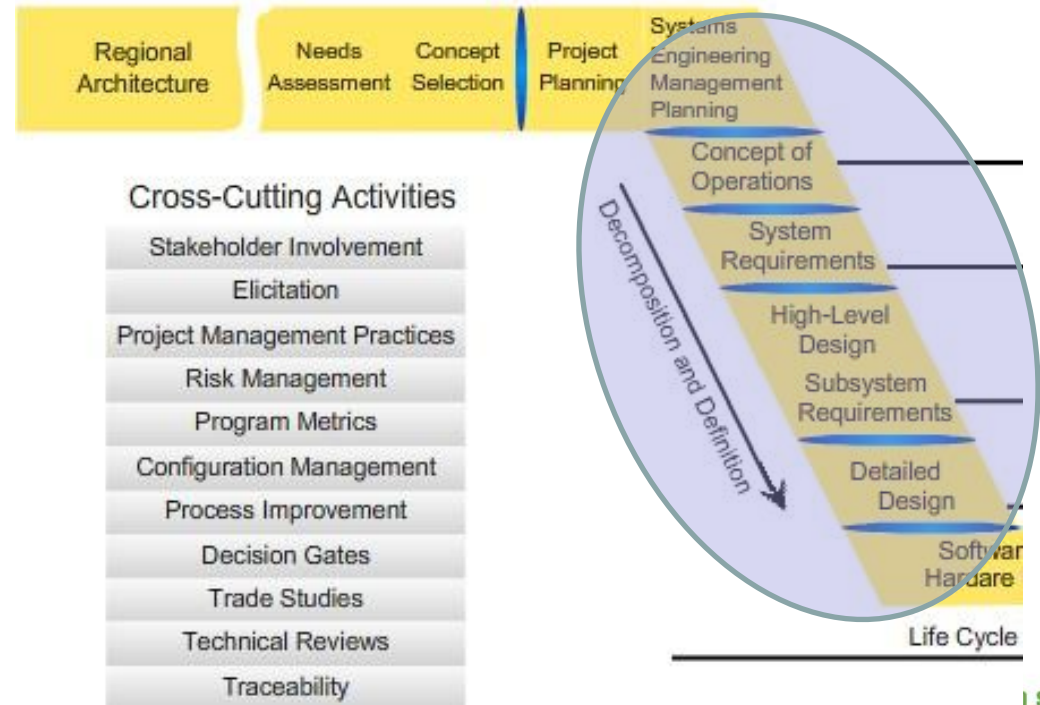 Regional
Architecture
Needs
Assessment
Concept
Selection
Project
Planning
Systems
Engineering
Management
Planning
Concept of
Operations
System
Requirements
High-Level
Design
Subsystem
Requirements
Detailed
Design
Softwar
Hardare
Decomposition and Definition
Life Cycle
Cross-Cutting Activities
Stakeholder Involvement
Elicitation
Project Management Practices
Risk Management
Program Metrics
Configuration Management
Process Improvement
Decision Gates
Trade Studies
Technical Reviews
Traceability